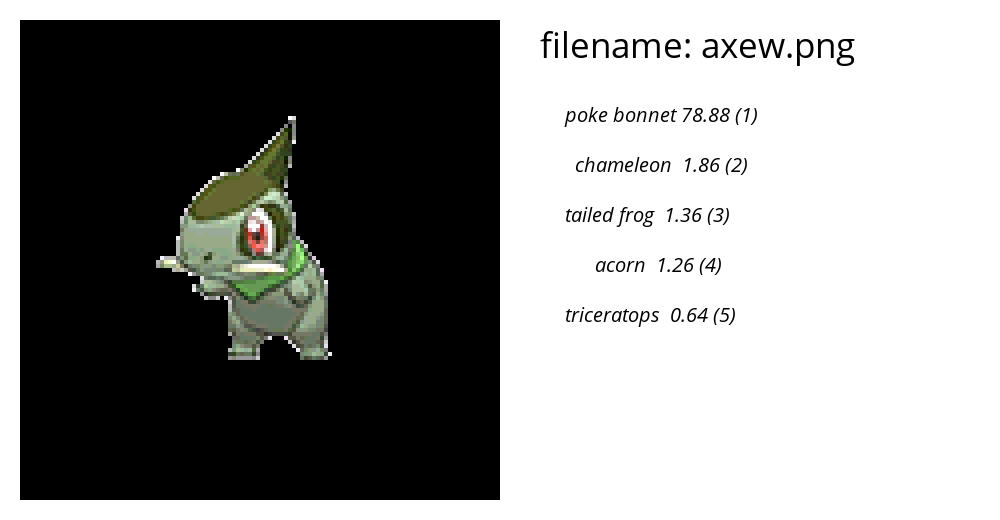 filename: axew.png
poke bonnet 78.88 (1)
chameleon 1.86 (2)
tailed frog 1.36 (3)
acorn 1.26 (4)
triceratops 0.64 (5)